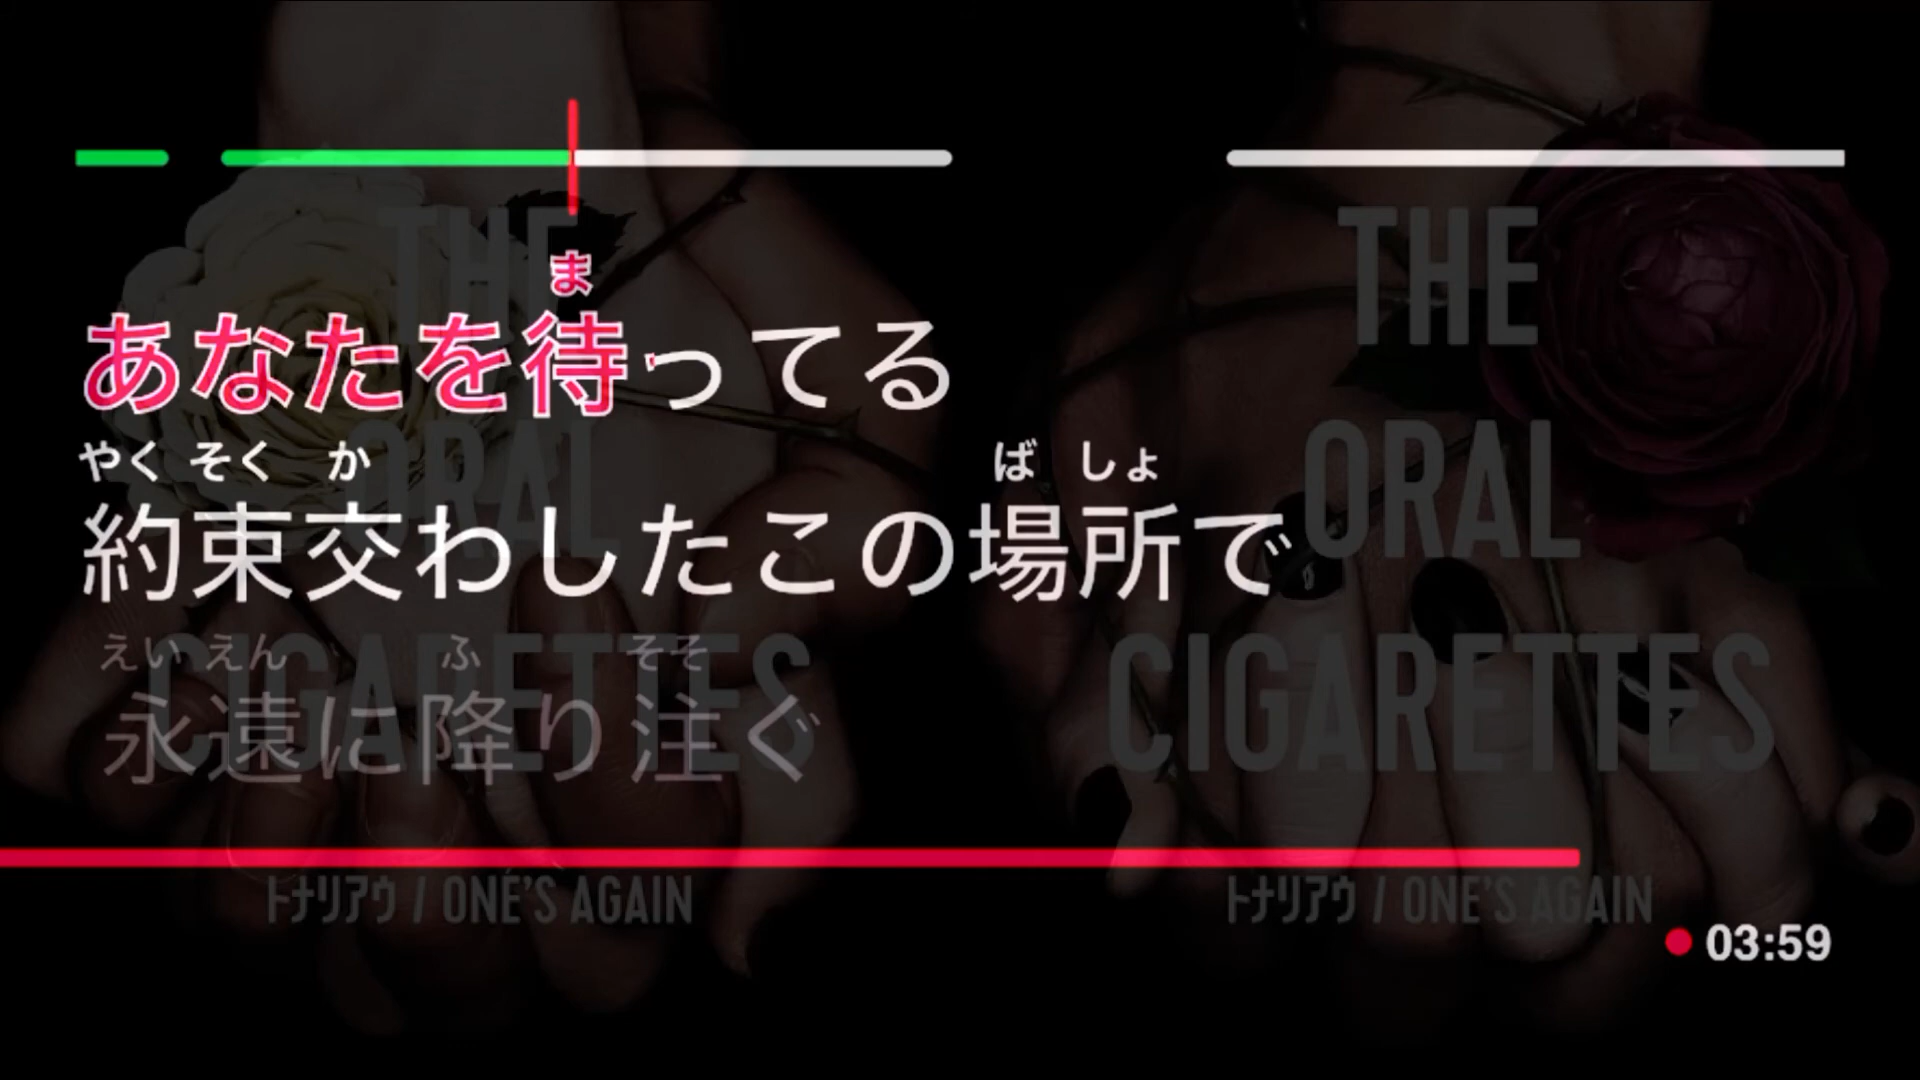 THE
THE
ま
あなたを待ってる
ORAL
ORAL
やくそく か ばしょ
約束交わしたこの場所で
CIGARETTES
CIGARETTES
えいえん ふ そそ
永遠に降り注ぐ
トナリアウ / ONE'S AGAIN
トナリアウ / ONE'S AGAIN
03:59